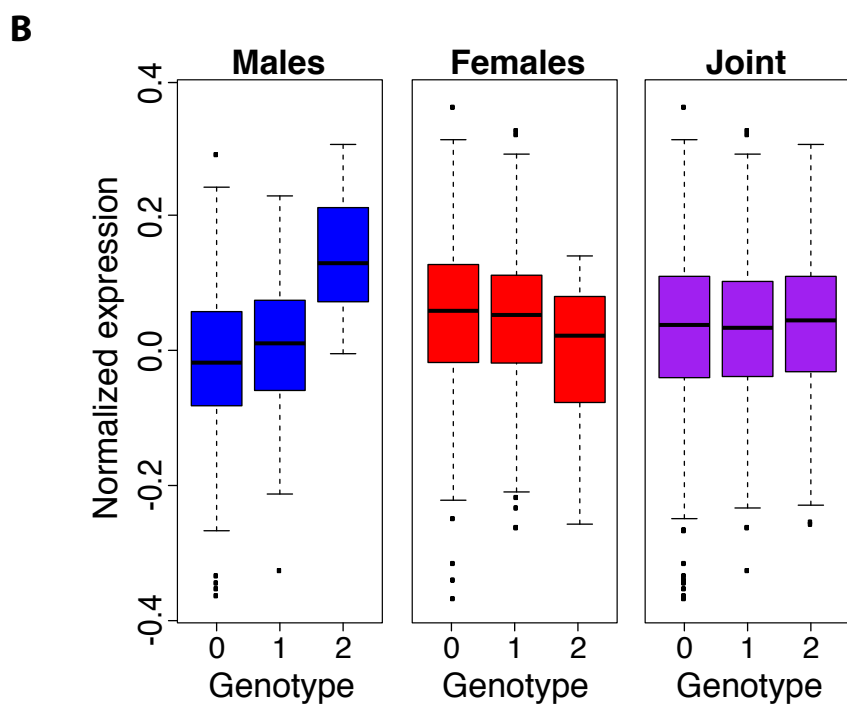 B
Males Females Joint
Normalized expression
0.4
0.2
0.0
-0.2
-0.4
0 1 2 0 1 2 0 1 2
Genotype Genotype Genotype